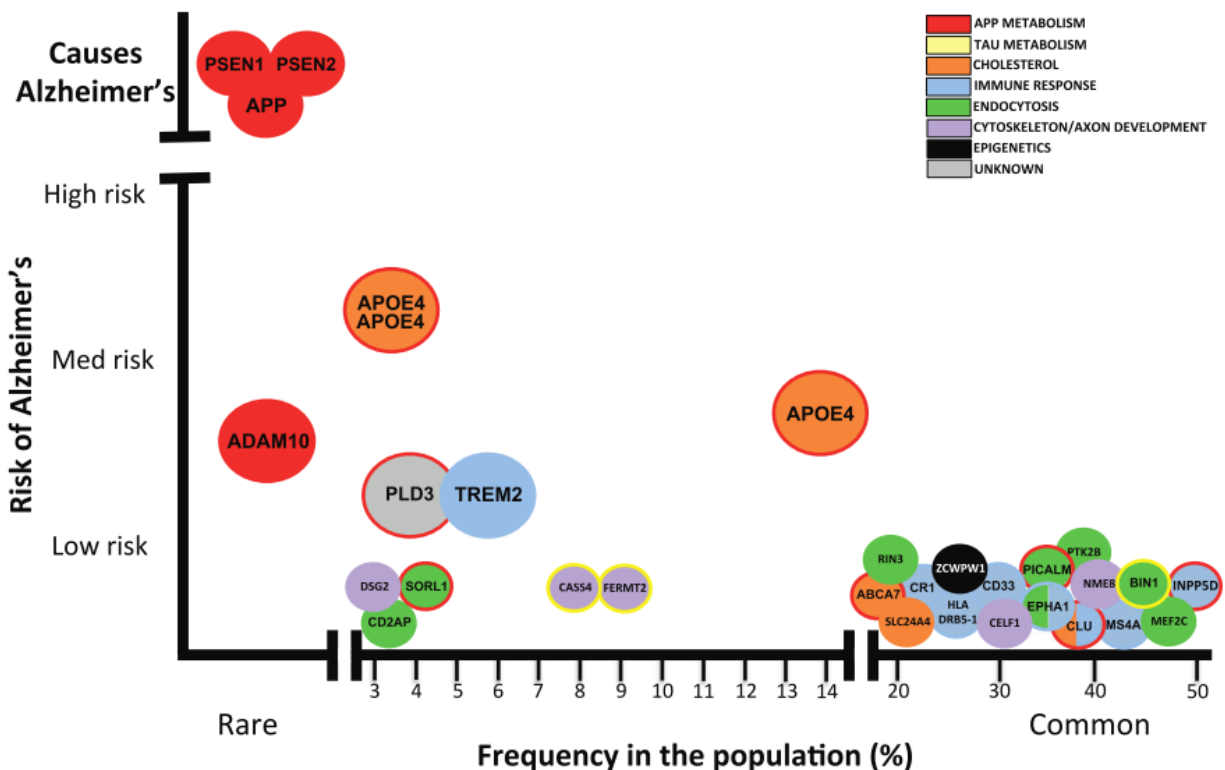 Causes
Alzheimer's
High risk
Med risk
Low risk
Risk of Alzheimer's
PSEN1
PSEN2
APP
APP METABOLISM
TAU METABOLISM
CHOLESTEROL
IMMUNE RESPONSE
ENDOCYTOSIS
CYTOSKELETON/AXON DEVELOPMENT
EPIGENETICS
UNKNOWN
APOE4
APOE4
APOE4
ADAM10
PLD3
TREM2
DSG2
SORL1
CD2AP
CASS4
FERMT2
RIN3
ZCWPW1
PTK2B
PICALM
ABCA7
CR1
CD33
NME8
BIN1
INPP5D
HLA
DRB5-1
EPHA1
SLC24A4
CELF1
CLU
MS4A
MEF2C
3 4 5 6 7 8 9 10 11 12 13 14 20 30 40 50
Rare
Common
Frequency in the population (%)